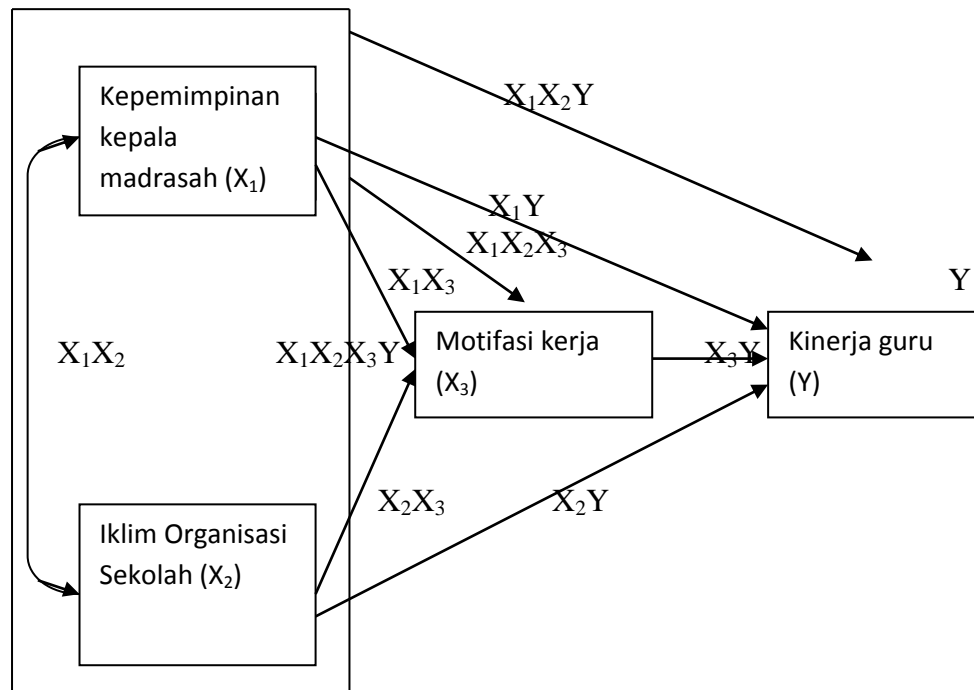 X₁X₂Y
Kepemimpinan
kepala
madrasah (X₁)
X₁Y
X₁X₂X₃
X₁X₃
Y
X₁X₂
X₁X₂X₃Y
Motifasi kerja
(X₃)
X₃Y
Kinerja guru
(Y)
X₂X₃
X₂Y
Iklim Organisasi
Sekolah (X₂)